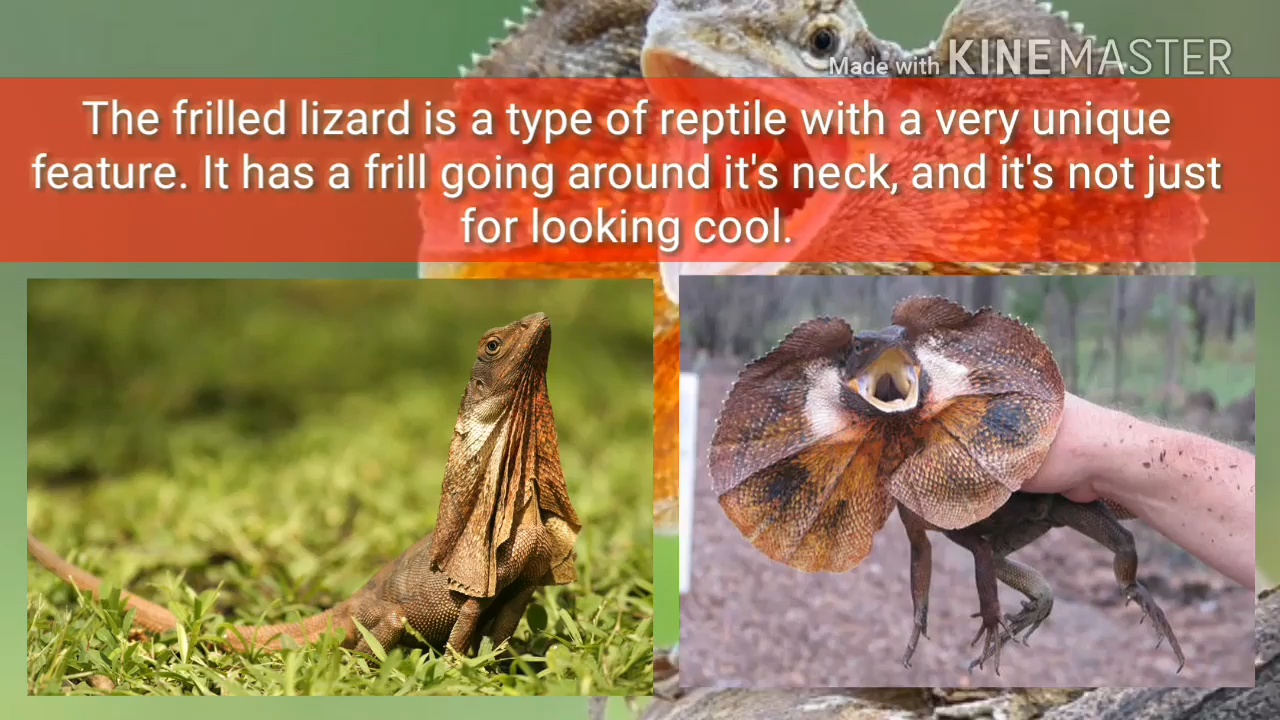 Made with KINEMASTER
The frilled lizard is a type of reptile with a very unique
feature. It has a frill going around it's neck, and it's not just
for looking cool.